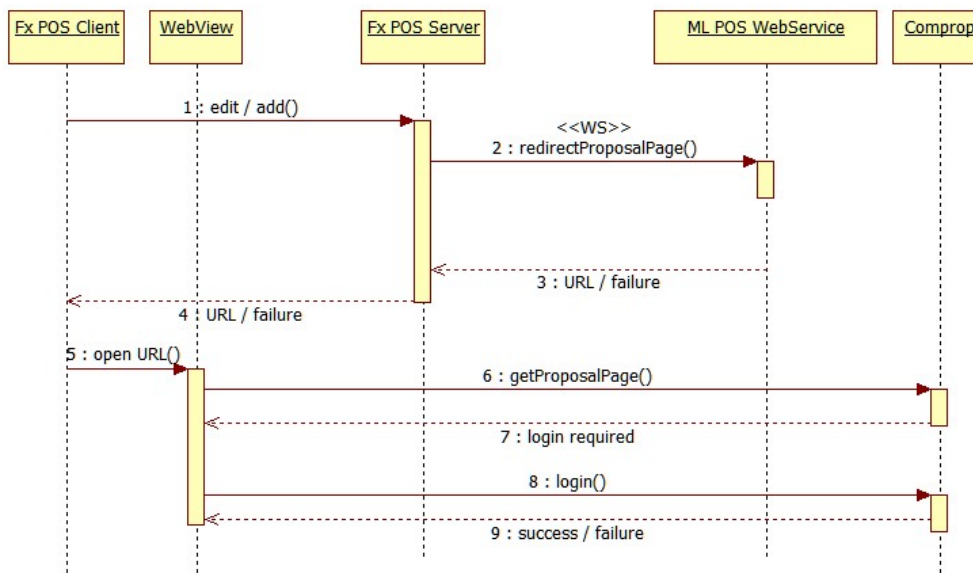 Fx POS Client
WebView
Fx POS Server
ML POS WebService
Comprop
1 : edit / add()
<<WS>>
2 : redirectProposalPage()
3 : URL / failure
4 : URL / failure
5 : open URL()
6 : getProposalPage()
7 : login required
8 : login()
9 : success / failure